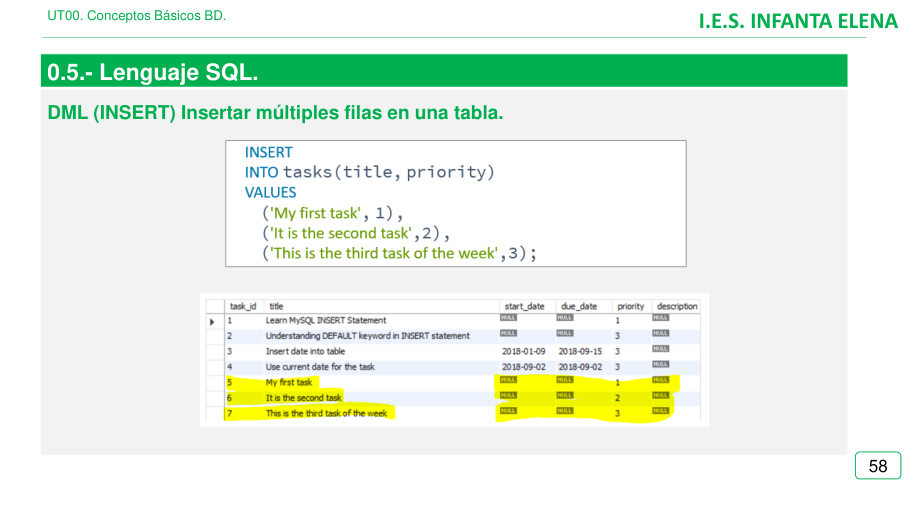 UT00. Conceptos Básicos BD.
I.E.S. INFANTA ELENA
0.5.- Lenguaje SQL.
DML (INSERT) Insertar múltiples filas en una tabla.
INSERT
INTO tasks(title, priority)
VALUES
('My first task', 1),
('It is the second task',2),
('This is the third task of the week',3);
task_id title start_date due_date priority description
1 Learn MySQL INSERT Statement NULL NULL 1 NULL
2 Understanding DEFAULT keyword in INSERT statement NULL NULL 3 NULL
3 Insert date into table 2018-01-09 2018-09-15 3 NULL
4 Use current date for the task 2018-09-02 2018-09-02 3 NULL
5 My first task NULL NULL 1 NULL
6 It is the second task NULL NULL 2 NULL
7 This is the third task of the week NULL NULL 3 NULL
58